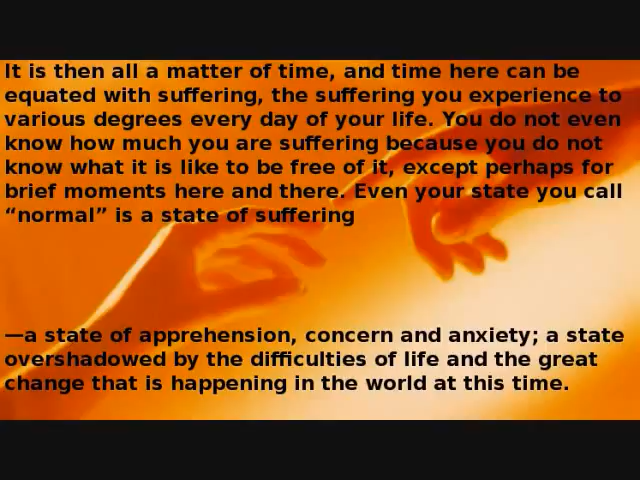 It is then all a matter of time, and time here can be
equated with suffering, the suffering you experience to
various degrees every day of your life. You do not even
know how much you are suffering because you do not
know what it is like to be free of it, except perhaps for
brief moments here and there. Even your state you call
“normal” is a state of suffering
—a state of apprehension, concern and anxiety; a state
overshadowed by the difficulties of life and the great
change that is happening in the world at this time.